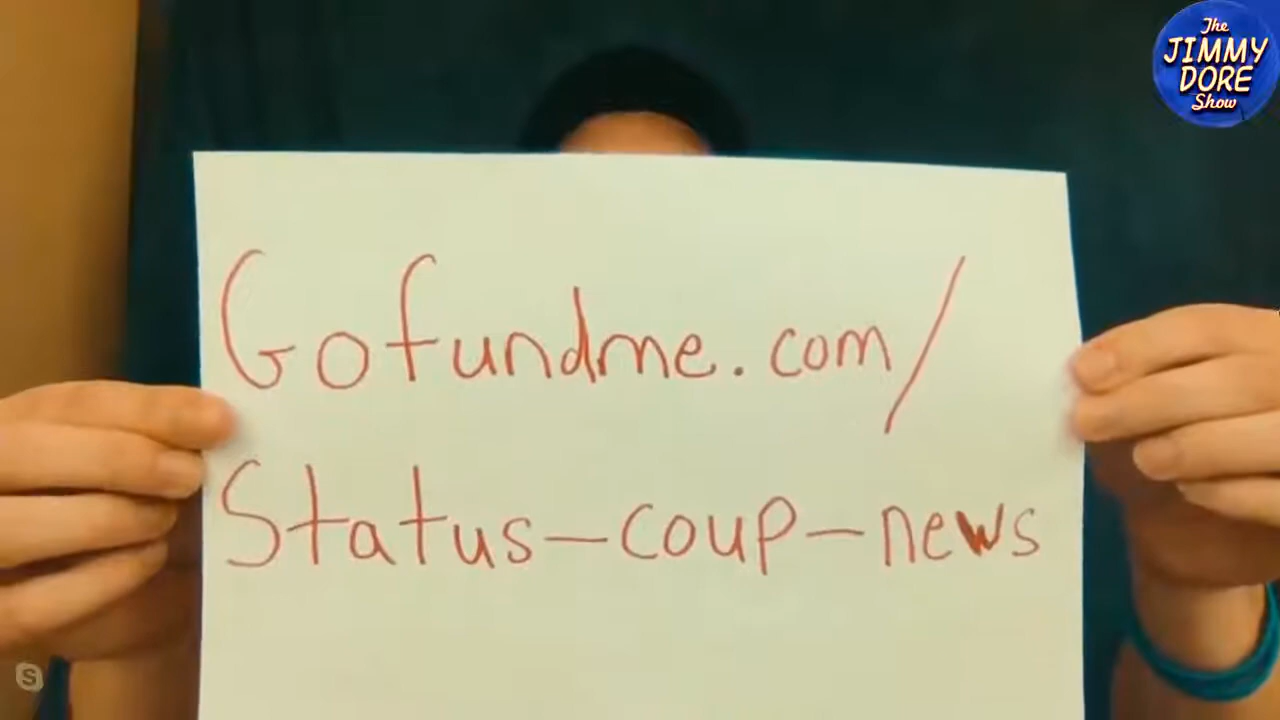 The
JIMMY
DORE
Show
Gofundme.com/
Status-coup-news
S